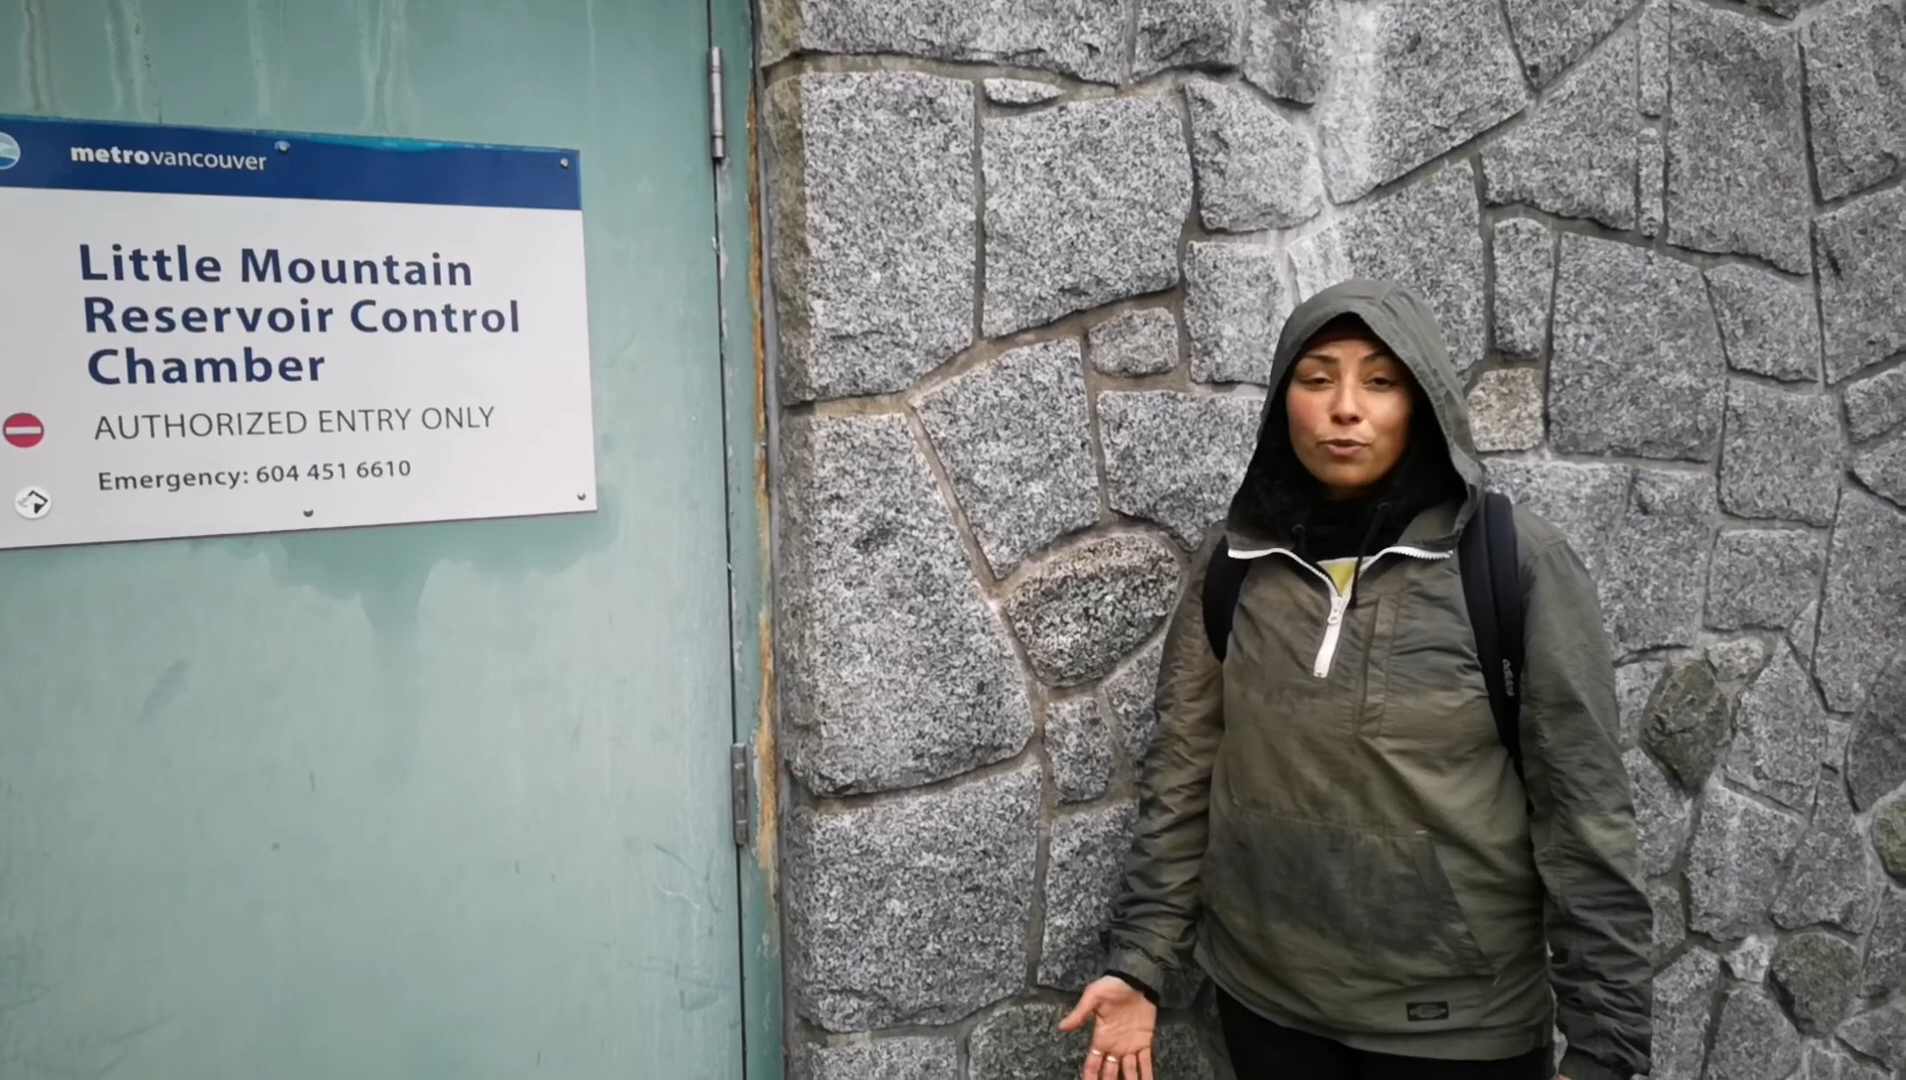 metrovancouver
Little Mountain
Reservoir Control
Chamber
AUTHORIZED ENTRY ONLY
Emergency: 604 451 6610